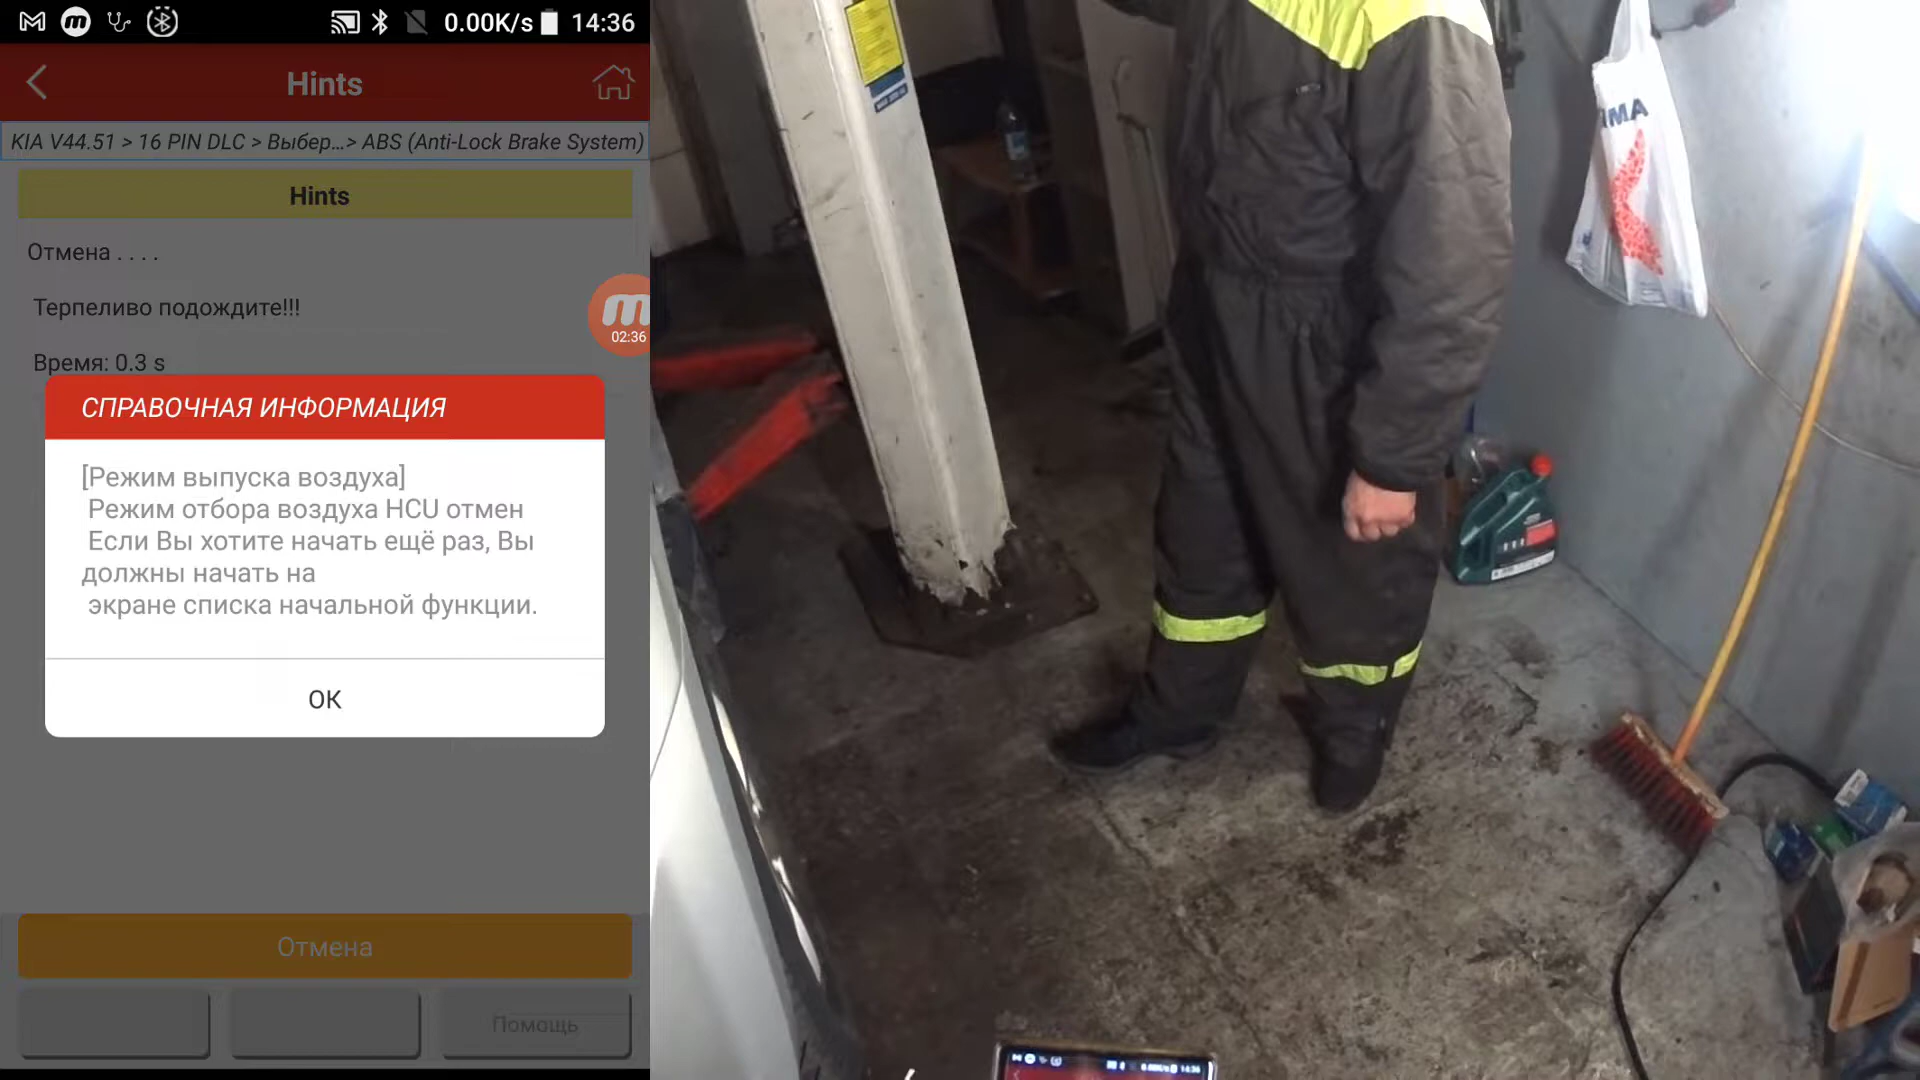 0.00K/s 14:36
Hints
KIA V44.51 > 16 PIN DLC > Выбер...> ABS (Anti-Lock Brake System)
Hints
Отмена . . . .
Терпеливо подождите!!!
02:36
Время: 0.3 s
СПРАВОЧНАЯ ИНФОРМАЦИЯ
[Режим выпуска воздуха]
Режим отбора воздуха HCU отмен
Если Вы хотите начать ещё раз, Вы
должны начать на
экране списка начальной функции.
OK
Отмена
Помощь